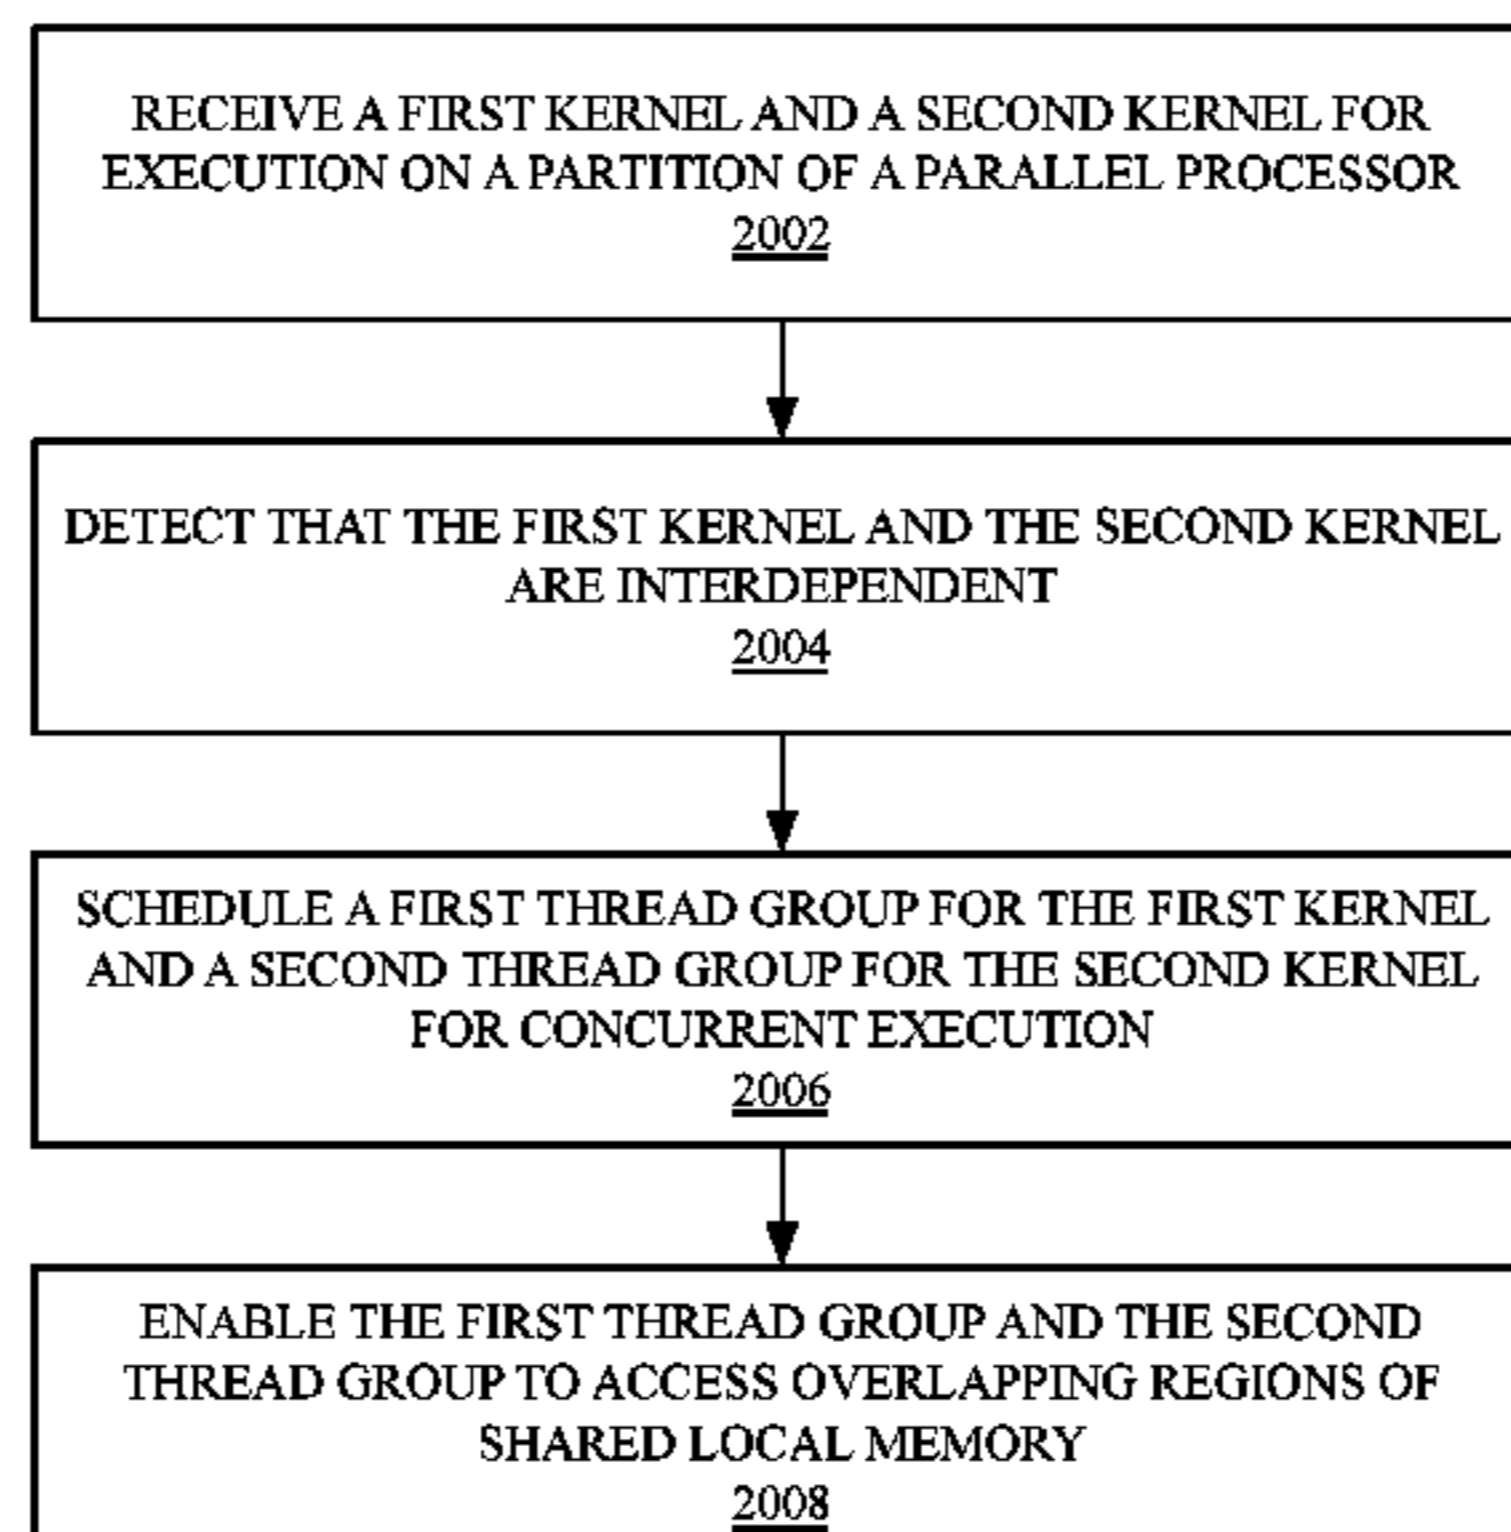 RECEIVE A FIRST KERNEL AND A SECOND KERNEL FOR
EXECUTION ON A PARTITION OF A PARALLEL PROCESSOR
2002
DETECT THAT THE FIRST KERNEL AND THE SECOND KERNEL
ARE INTERDEPENDENT
2004
SCHEDULE A FIRST THREAD GROUP FOR THE FIRST KERNEL
AND A SECOND THREAD GROUP FOR THE SECOND KERNEL
FOR CONCURRENT EXECUTION
2006
ENABLE THE FIRST THREAD GROUP AND THE SECOND
THREAD GROUP TO ACCESS OVERLAPPING REGIONS OF
SHARED LOCAL MEMORY
2008